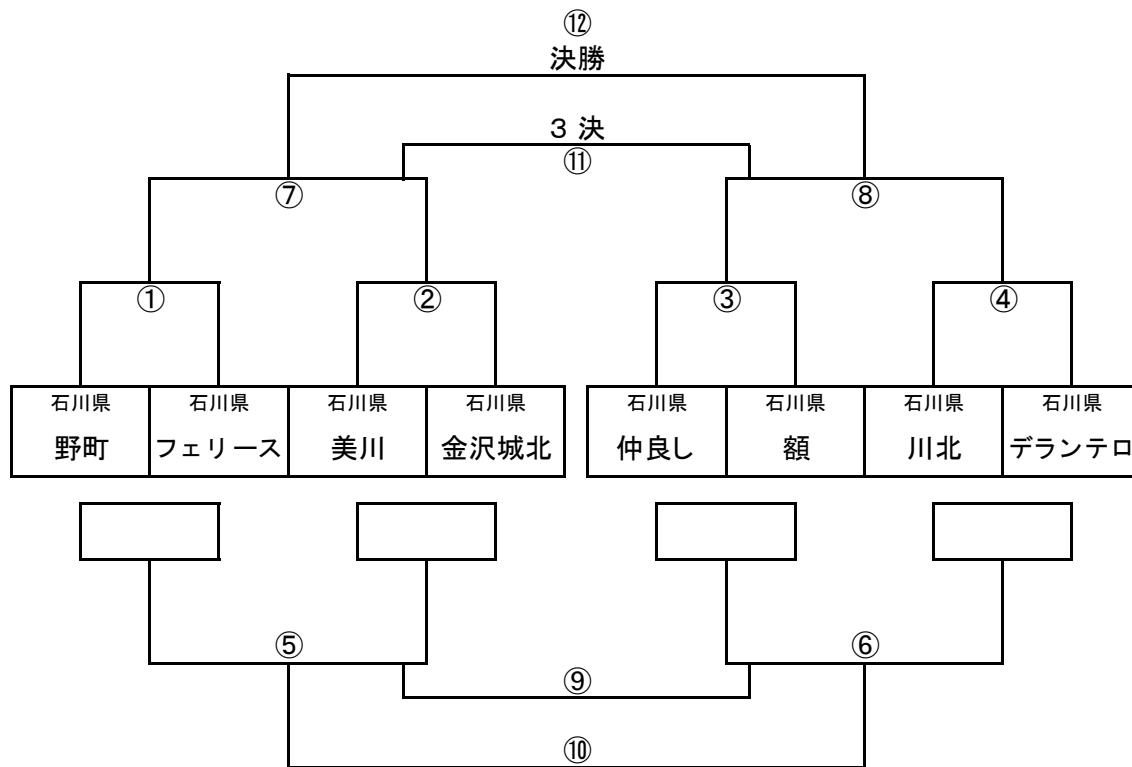 ⑫
決勝
３決
⑪
⑦ ⑧
① ② ③ ④
石川県 石川県 石川県 石川県 石川県 石川県 石川県 石川県
野町 フェリース 美川 金沢城北 仲良し 額 川北 デランテロ
⑤ ⑥
⑨
⑩